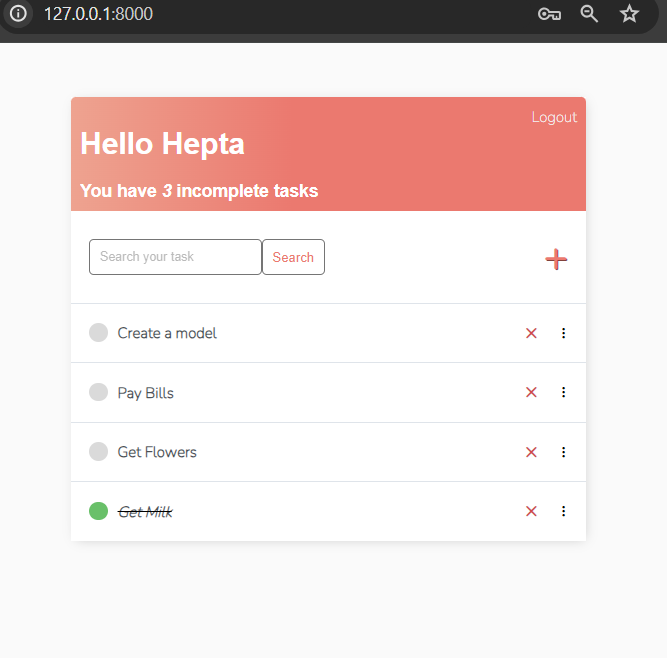 127.0.0.1:8000
Logout
Hello Hepta
You have 3 incomplete tasks
Search your task
Search
Create a model
Pay Bills
Get Flowers
Get Milk